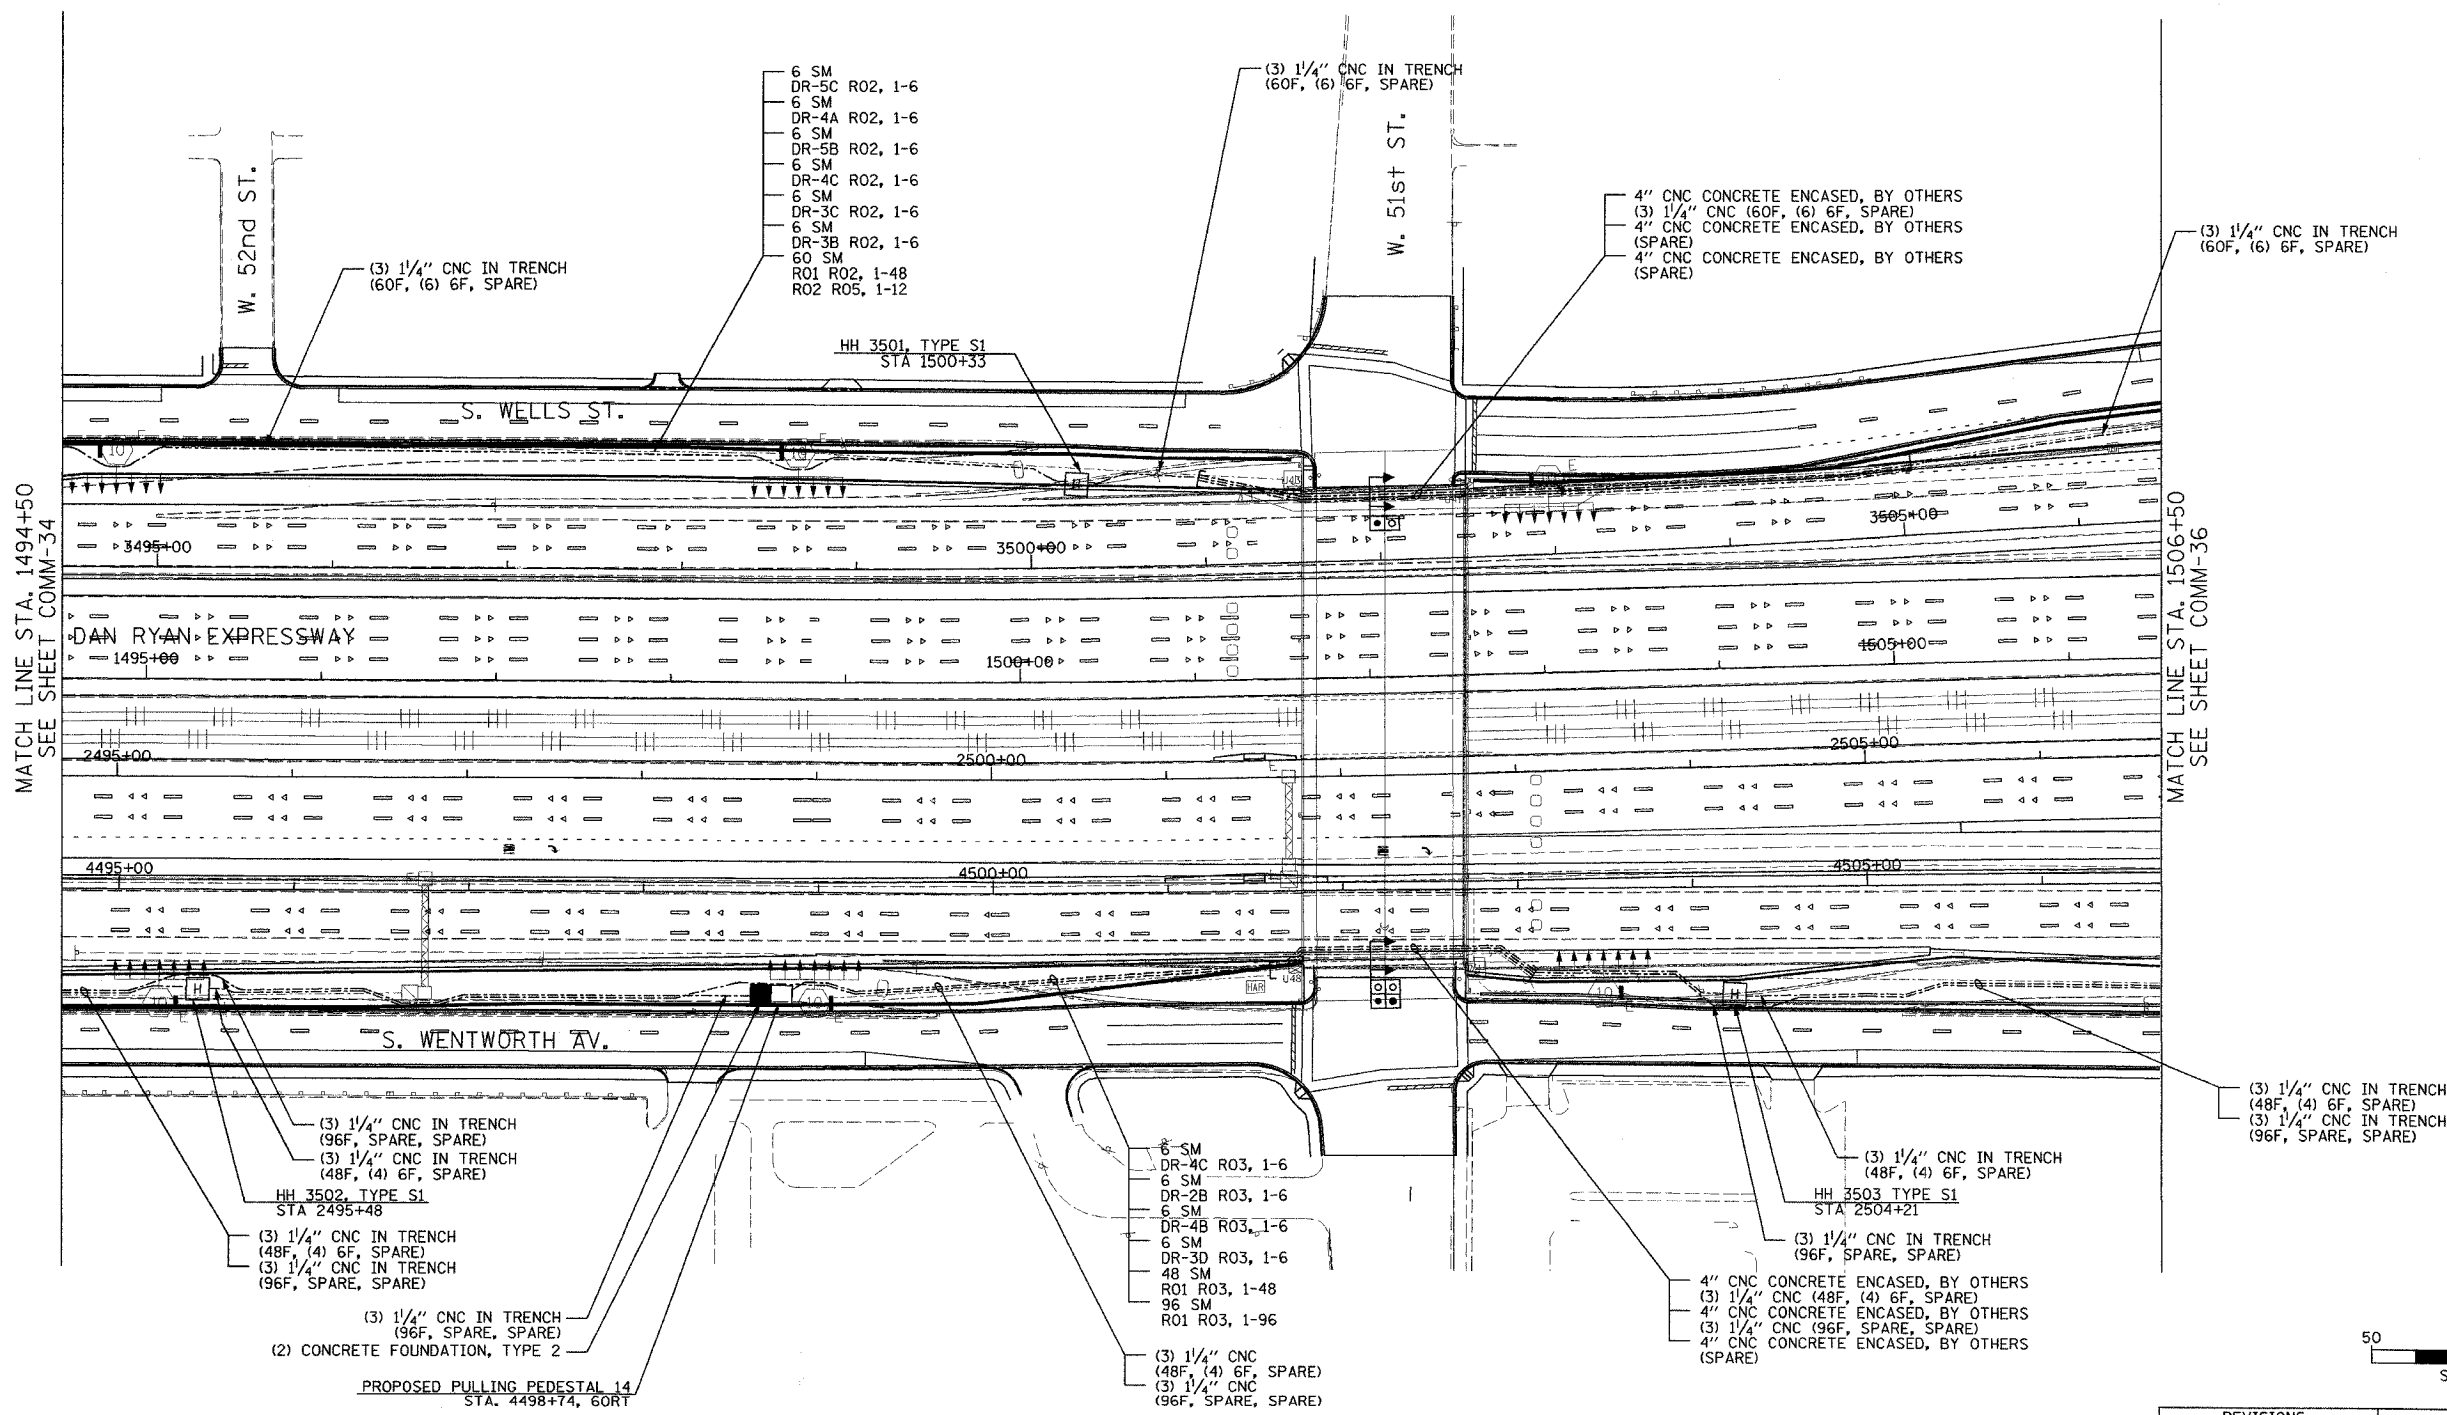 6 SM
DR-5C R02, 1-6
6 SM
DR-4A R02, 1-6
6 SM
DR-5B R02, 1-6
6 SM
DR-4C R02, 1-6
6 SM
DR-3C R02, 1-6
6 SM
DR-3B R02, 1-6
60 SM
R01 R02, 1-48
R02 R05, 1-12
(3) 1¼" CNC IN TRENCH
(60F, (6) 6F, SPARE)
W. 52nd ST.
W. 51st ST.
4" CNC CONCRETE ENCASED, BY OTHERS
(3) 1¼" CNC (60F, (6) 6F, SPARE)
4" CNC CONCRETE ENCASED, BY OTHERS
(SPARE)
4" CNC CONCRETE ENCASED, BY OTHERS
(SPARE)
(3) 1¼" CNC IN TRENCH
(60F, (6) 6F, SPARE)
(3) 1¼" CNC IN TRENCH
(60F, (6) 6F, SPARE)
HH 3501, TYPE S1
STA 1500+33
S. WELLS ST.
10
E
E
H
U43
E
MATCH LINE STA. 1494+50
SEE SHEET COMM-34
MATCH LINE STA. 1506+50
SEE SHEET COMM-36
3495+00
3500+00
3505+00
DAN RYAN EXPRESSWAY
1495+00
1500+00
1505+00
2495+00
2500+00
2505+00
E
4495+00
4500+00
4505+00
H
E
10
E
HAR
U48
10
E
H
S. WENTWORTH AV.
(3) 1¼" CNC IN TRENCH
(96F, SPARE, SPARE)
(3) 1¼" CNC IN TRENCH
(48F, (4) 6F, SPARE)
HH 3502, TYPE S1
STA 2495+48
(3) 1¼" CNC IN TRENCH
(48F, (4) 6F, SPARE)
(3) 1¼" CNC IN TRENCH
(96F, SPARE, SPARE)
(3) 1¼" CNC IN TRENCH
(96F, SPARE, SPARE)
(2) CONCRETE FOUNDATION, TYPE 2
PROPOSED PULLING PEDESTAL 14
STA. 4498+74, 60RT
6 SM
DR-4C R03, 1-6
6 SM
DR-2B R03, 1-6
6 SM
DR-4B R03, 1-6
6 SM
DR-3D R03, 1-6
48 SM
R01 R03, 1-48
96 SM
R01 R03, 1-96
(3) 1¼" CNC
(48F, (4) 6F, SPARE)
(3) 1¼" CNC
(96F, SPARE, SPARE)
(3) 1¼" CNC IN TRENCH
(48F, (4) 6F, SPARE)
(3) 1¼" CNC IN TRENCH
(96F, SPARE, SPARE)
(3) 1¼" CNC IN TRENCH
(48F, (4) 6F, SPARE)
HH 3503 TYPE S1
STA 2504+21
(3) 1¼" CNC IN TRENCH
(96F, SPARE, SPARE)
4" CNC CONCRETE ENCASED, BY OTHERS
(3) 1¼" CNC (48F, (4) 6F, SPARE)
4" CNC CONCRETE ENCASED, BY OTHERS
(3) 1¼" CNC (96F, SPARE, SPARE)
4" CNC CONCRETE ENCASED, BY OTHERS
(SPARE)
50
REVISIONS